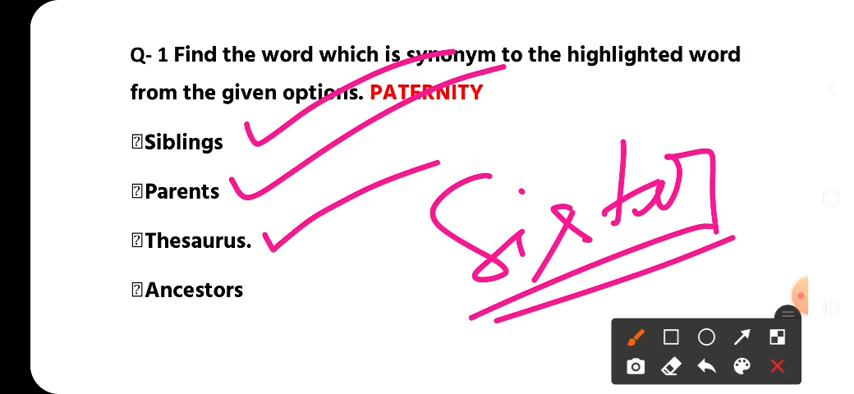 Q- 1 Find the word which is synonym to the highlighted word
from the given options. PATERNITY
Siblings
Parents
Thesaurus.
Ancestors
Sister